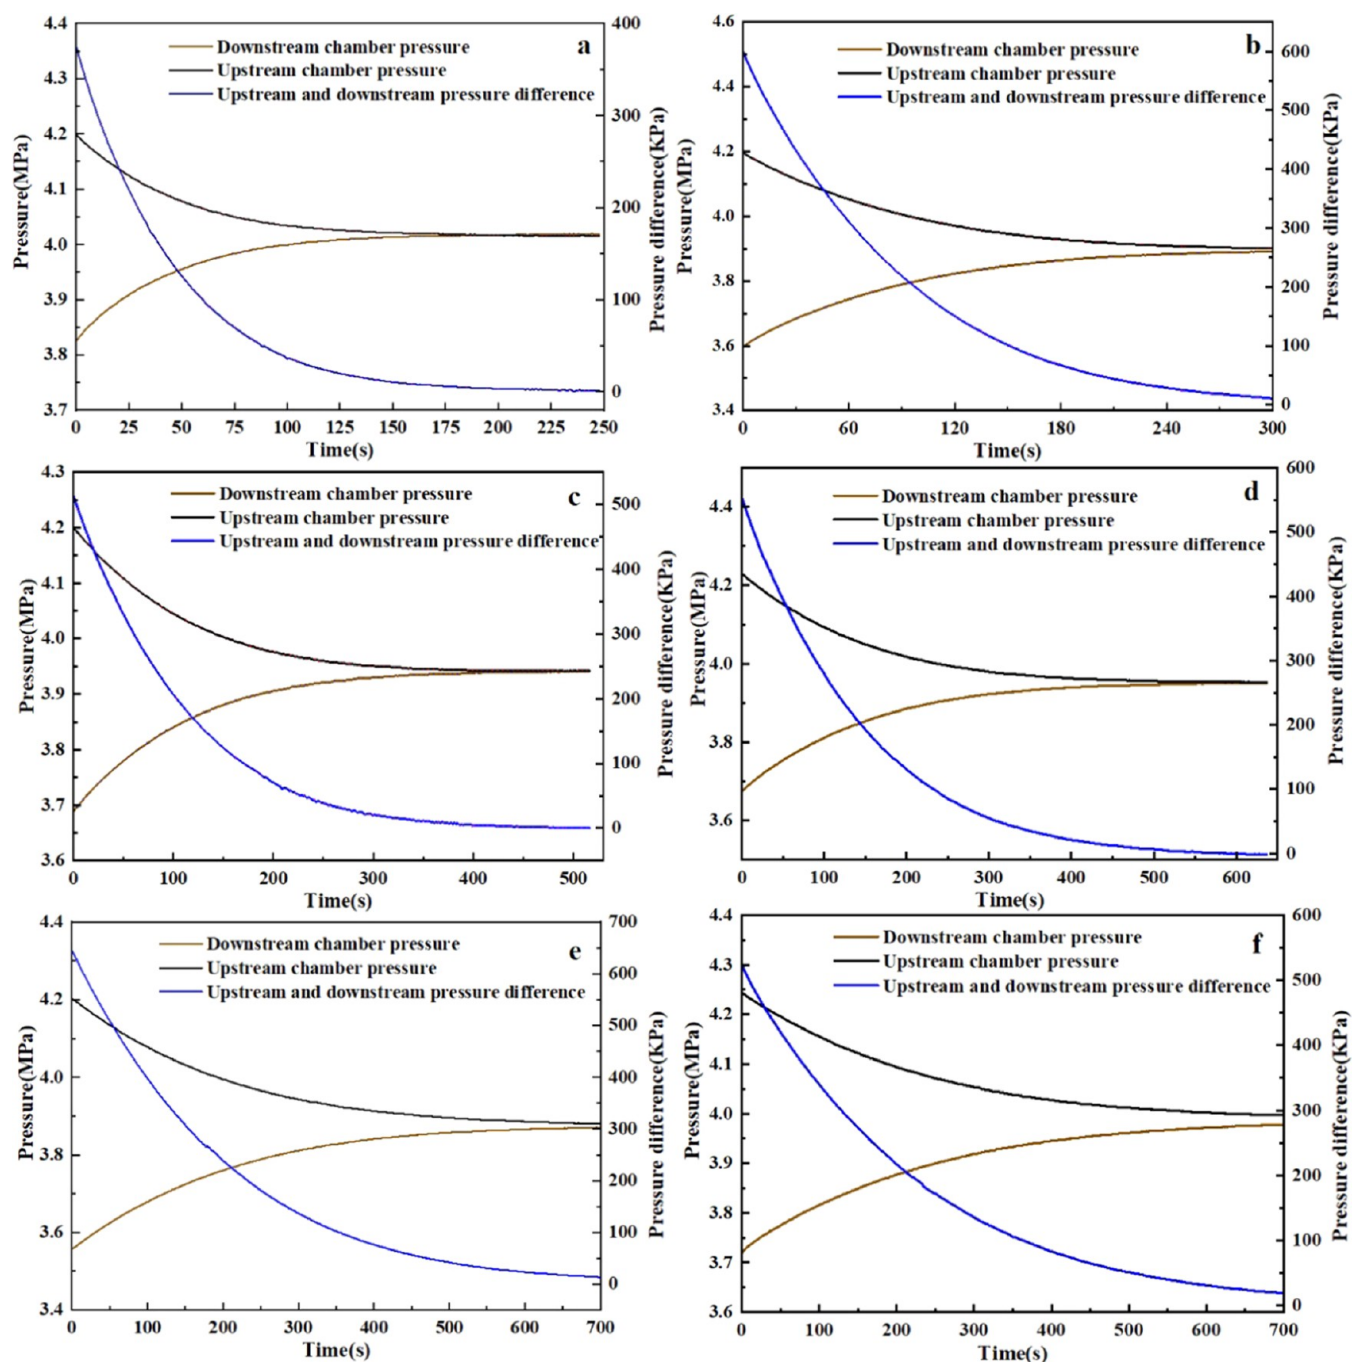 4.4
4.3
4.2
4.1
4.0
3.9
3.8
3.7
Pressure(MPa)
Downstream chamber pressure
Upstream chamber pressure
Upstream and downstream pressure difference
a
400
300
200
100
0
Pressure difference(KPa)
0 25 50 75 100 125 150 175 200 225 250
Time(s)
4.6
4.4
4.2
4.0
3.8
3.6
3.4
Pressure(MPa)
Downstream chamber pressure
Upstream chamber pressure
Upstream and downstream pressure difference
b
600
500
400
300
200
100
0
Pressure difference(KPa)
0 60 120 180 240 300
Time(s)
4.3
4.2
4.1
4.0
3.9
3.8
3.7
3.6
Pressure(MPa)
Downstream chamber pressure
Upstream chamber pressure
Upstream and downstream pressure difference
c
500
400
300
200
100
0
Pressure difference(KPa)
0 100 200 300 400 500
Time(s)
4.4
4.2
4.0
3.8
3.6
Pressure(MPa)
Downstream chamber pressure
Upstream chamber pressure
Upstream and downstream pressure difference
d
600
500
400
300
200
100
0
Pressure difference(KPa)
0 100 200 300 400 500 600
Time(s)
4.4
4.2
4.0
3.8
3.6
3.4
Pressure(MPa)
Downstream chamber pressure
Upstream chamber pressure
Upstream and downstream pressure difference
e
700
600
500
400
300
200
100
0
Pressure difference(KPa)
0 100 200 300 400 500 600 700
Time(s)
4.4
4.3
4.2
4.1
4.0
3.9
3.8
3.7
3.6
Pressure(MPa)
Downstream chamber pressure
Upstream chamber pressure
Upstream and downstream pressure difference
f
600
500
400
300
200
100
0
Pressure difference(KPa)
0 100 200 300 400 500 600 700
Time(s)